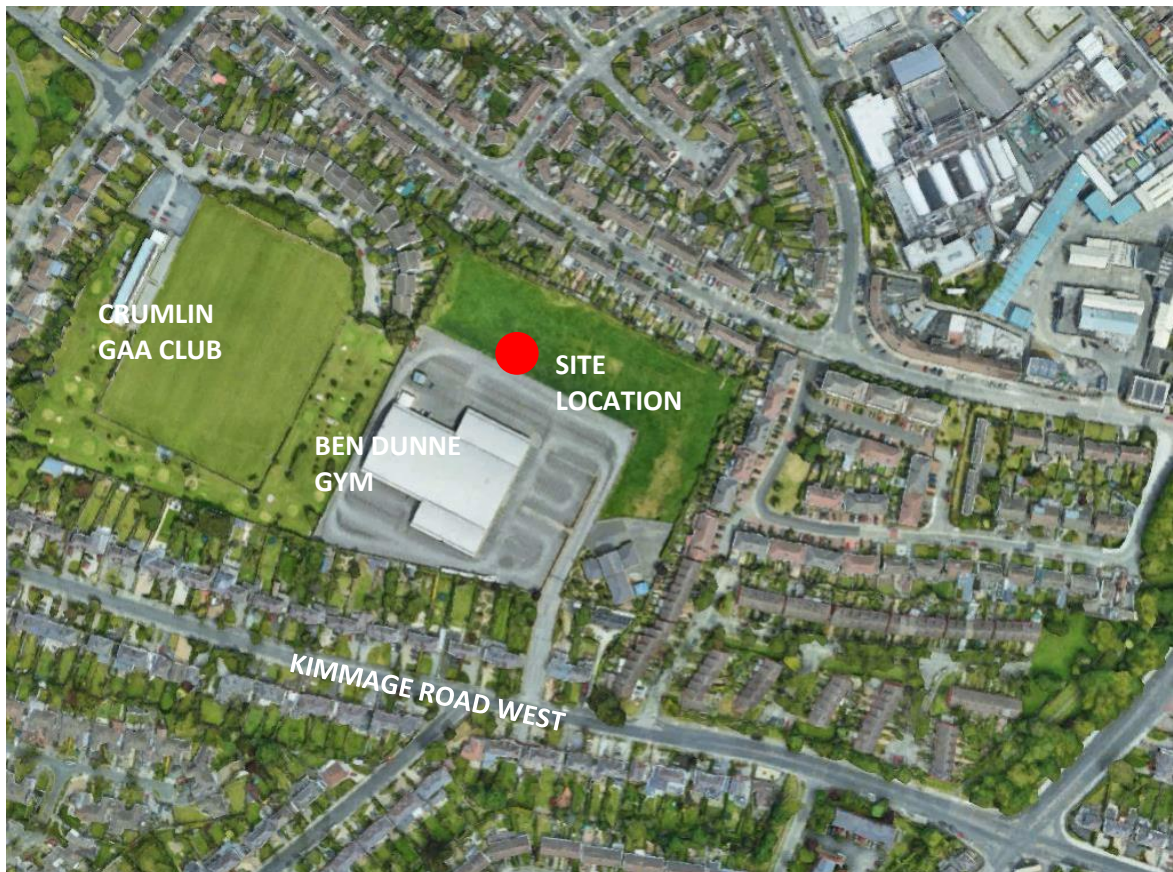 CRUMLIN
GAA CLUB
SITE
LOCATION
BEN DUNNE
GYM
KIMMAGE ROAD WEST